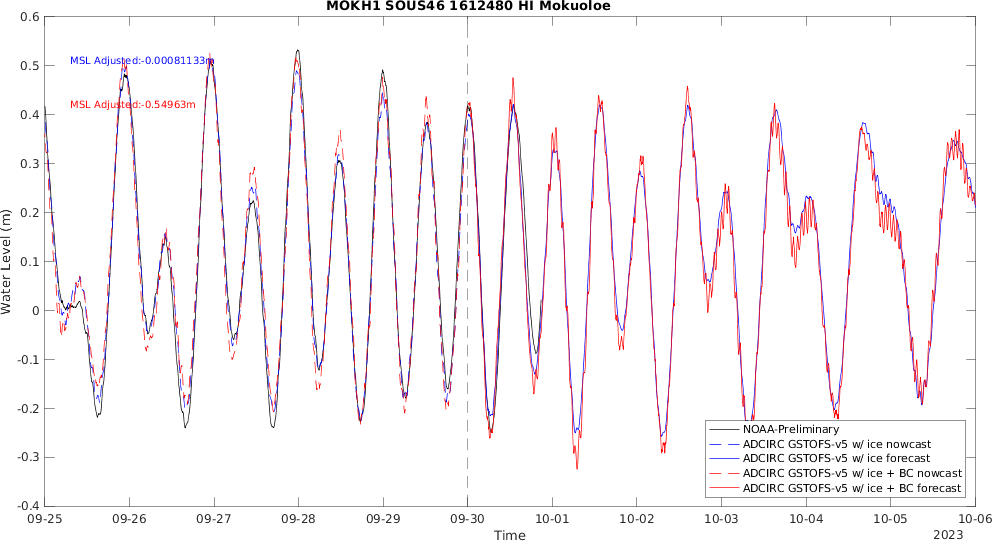 MOKH1 SOUS46 1612480 HI Mokuoloe
MSL Adjusted:-0.00081133m
MSL Adjusted:-0.54963m
Water Level (m)
0.6
0.5
0.4
0.3
0.2
0.1
0
-0.1
-0.2
-0.3
-0.4
NOAA-Preliminary
ADCIRC GSTOFS-v5 w/ ice nowcast
ADCIRC GSTOFS-v5 w/ ice forecast
ADCIRC GSTOFS-v5 w/ ice + BC nowcast
ADCIRC GSTOFS-v5 w/ ice + BC forecast
09-25 09-26 09-27 09-28 09-29 09-30 10-01 10-02 10-03 10-04 10-05 10-06
Time
2023